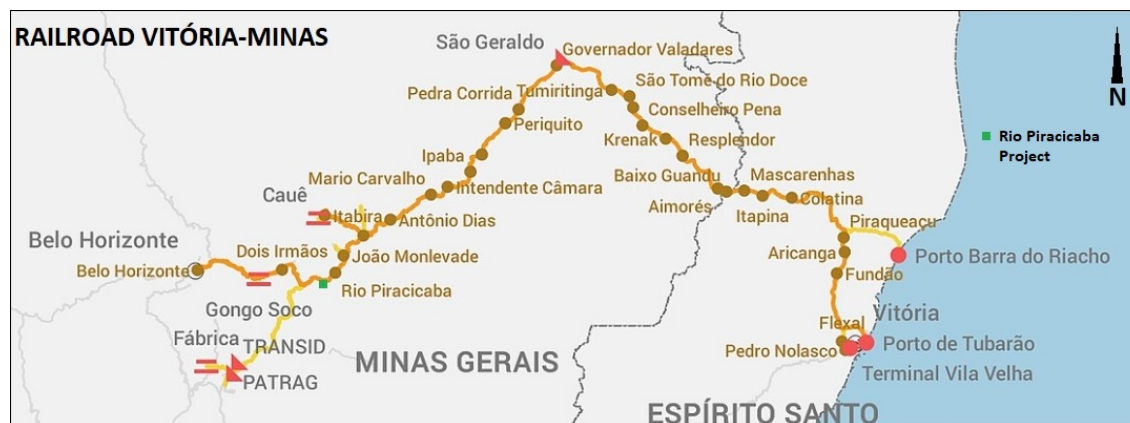 RAILROAD VITÓRIA-MINAS
São Geraldo
Governador Valadares
N
Pedra Corrida
Tumiritinga
São Tomé do Rio Doce
Conselheiro Pena
Periquito
Krenak
Resplendor
Rio Piracicaba
Project
Ipaba
Mario Carvalho
Intendente Câmara
Baixo Guandu
Mascarenhas
Cauê
Itabira
Antônio Dias
Aimorés
Itapina
Colatina
Piraqueaçu
Belo Horizonte
Belo Horizonte
Dois Irmãos
João Monlevade
Aricanga
Porto Barra do Riacho
Rio Piracicaba
Fundão
Gongo Soco
Fábrica
TRANSID
PATRAG
MINAS GERAIS
Flexal
Vitória
Pedro Nolasco
Porto de Tubarão
Terminal Vila Velha
ESPÍRITO SANTO